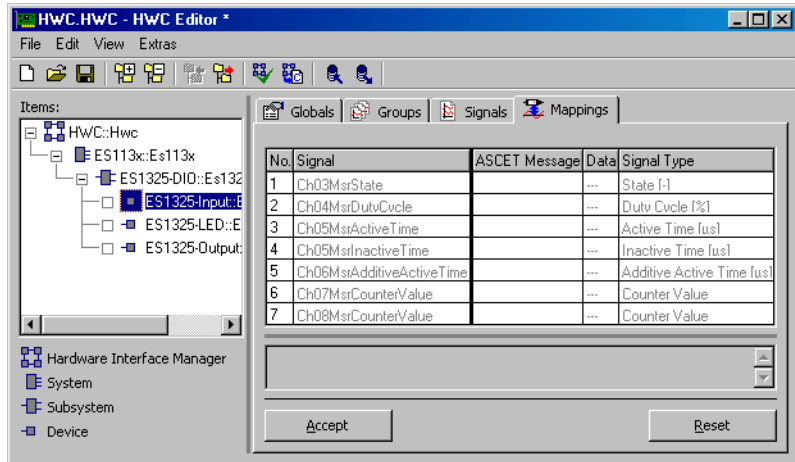 HWC.HWC - HWC Editor *
File Edit View Extras
Items:
HWC::Hwc
ES113x::Es113x
ES1325-DIO::Es132
ES1325-Input::E
ES1325-LED::E
ES1325-Output:
Hardware Interface Manager
System
Subsystem
Device
Globals Groups Signals Mappings
No. Signal ASCET Message Data Signal Type
1 Ch03MsrState --- State [-]
2 Ch04MsrDutyCycle --- Duty Cycle [%]
3 Ch05MsrActiveTime --- Active Time [us]
4 Ch05MsrInactiveTime --- Inactive Time [us]
5 Ch06MsrAdditiveActiveTime --- Additive Active Time [us]
6 Ch07MsrCounterValue --- Counter Value
7 Ch08MsrCounterValue --- Counter Value
Accept Reset